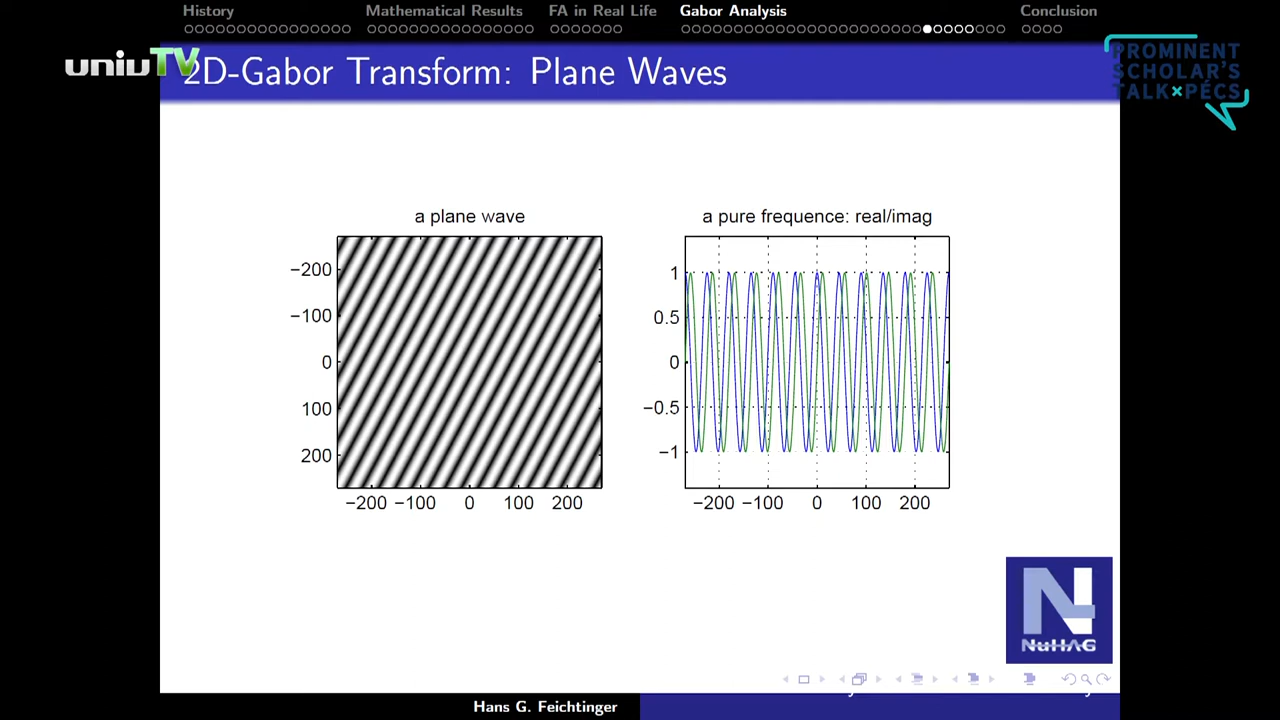 History Mathematical Results FA in Real Life Gabor Analysis Conclusion
uniuTV
PROMINENT
SCHOLAR'S
TALK×PÉCS
2D-Gabor Transform: Plane Waves
a plane wave
−200
−100
0
100
200
−200 −100 0 100 200
a pure frequence: real/imag
1
0.5
0
−0.5
−1
−200 −100 0 100 200
N
NuHAG
Hans G. Feichtinger